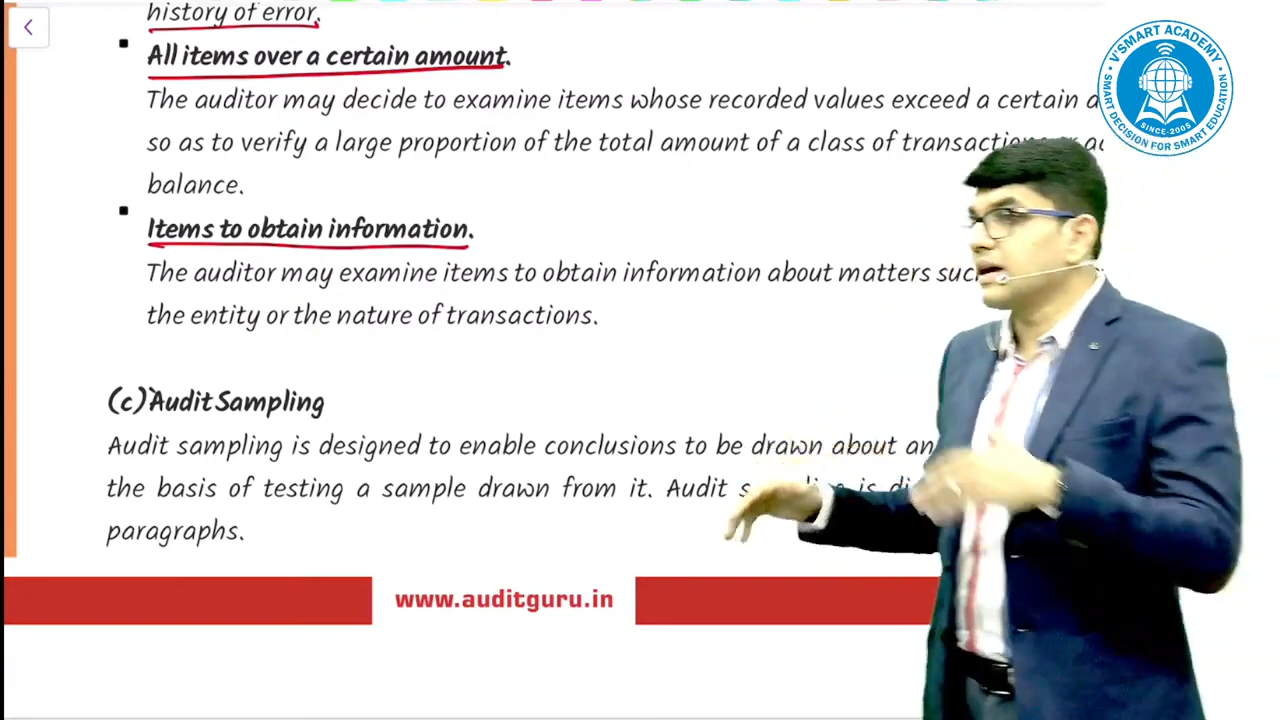 history of error.
All items over a certain amount.
The auditor may decide to examine items whose recorded values exceed a certain
so as to verify a large proportion of the total amount of a class of
balance.
Items to obtain information.
The auditor may examine items to obtain information about matters
the entity or the nature of transactions.
(c) Audit Sampling
Audit sampling is designed to enable conclusions to be drawn about
the basis of testing a sample drawn from it. Audit is
paragraphs.
www.auditguru.in
V'SMART ACADEMY
SINCE-2005
SMART DECISION FOR SMART EDUCATION